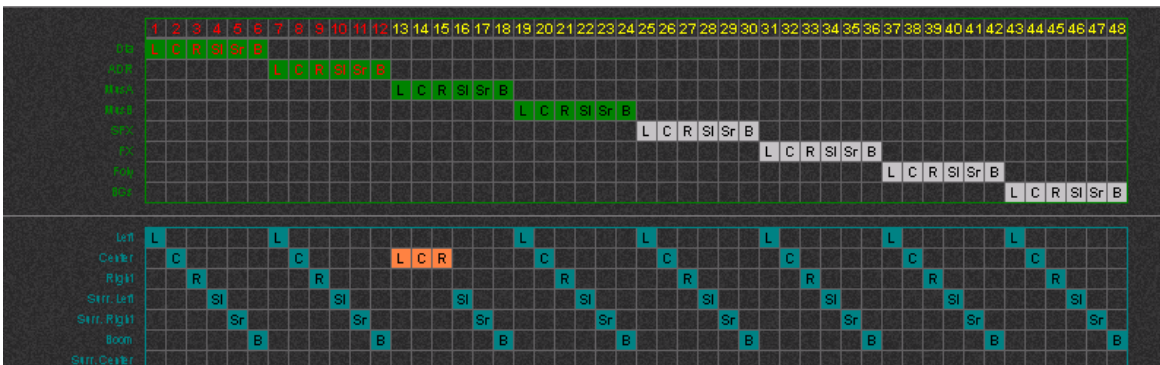 1 2 3 4 5 6 7 8 9 10 11 12 13 14 15 16 17 18 19 20 21 22 23 24 25 26 27 28 29 30 31 32 33 34 35 36 37 38 39 40 41 42 43 44 45 46 47 48
L C R Sl Sr B
ADR L C R Sl Sr B
MusA L C R Sl Sr B
MusB L C R Sl Sr B
SFX L C R Sl Sr B
FX L C R Sl Sr B
Foly L C R Sl Sr B
L C R Sl Sr B
Left L L L L L L L
Center C C L C R C C C C C
Right R R R R R R R
Surr. Left Sl Sl Sl Sl Sl Sl Sl Sl
Surr. Right Sr Sr Sr Sr Sr Sr Sr Sr
Boom B B B B B B B B
Surr. Center